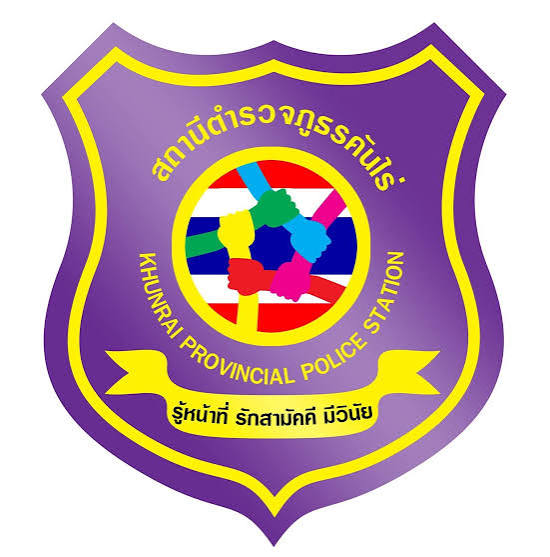 สถานีตำรวจภูธรคันไร่
KHUNRAI PROVINCIAL POLICE STATION
รู้หน้าที่ รักสามัคคี มีวินัย